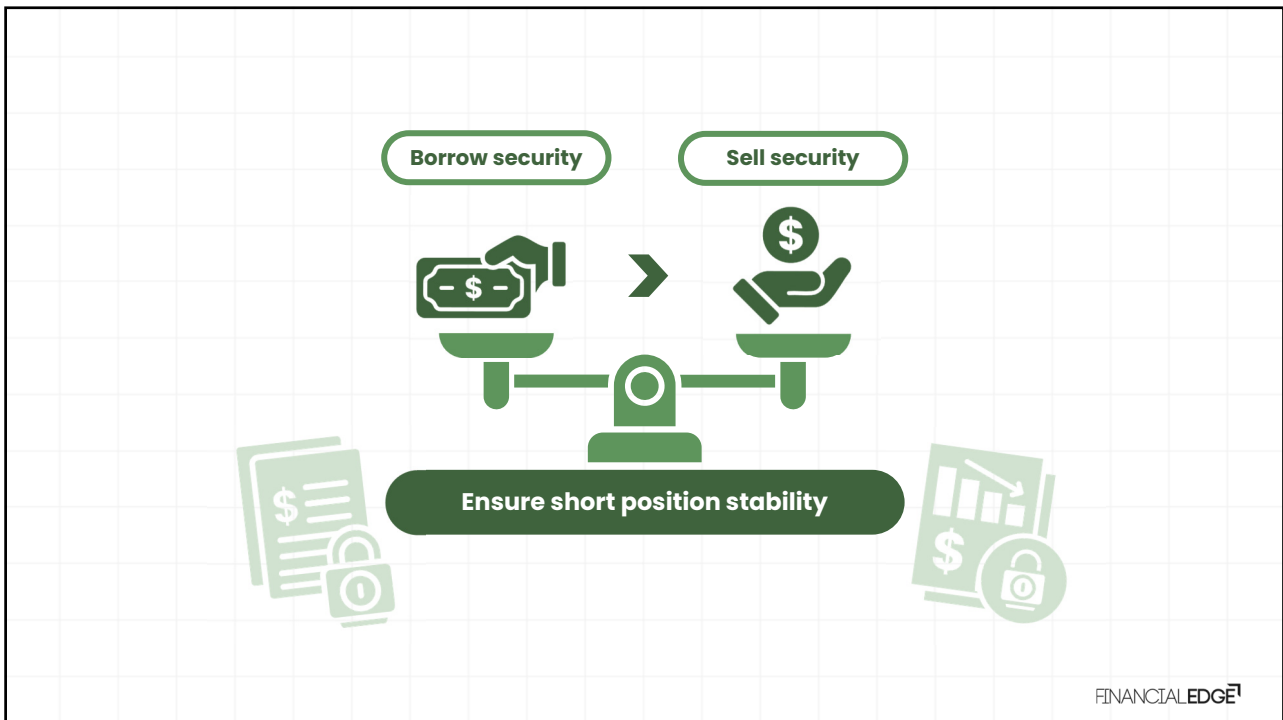 Borrow security
Sell security
$
$
Ensure short position stability
$
$
FINANCIALEDGE